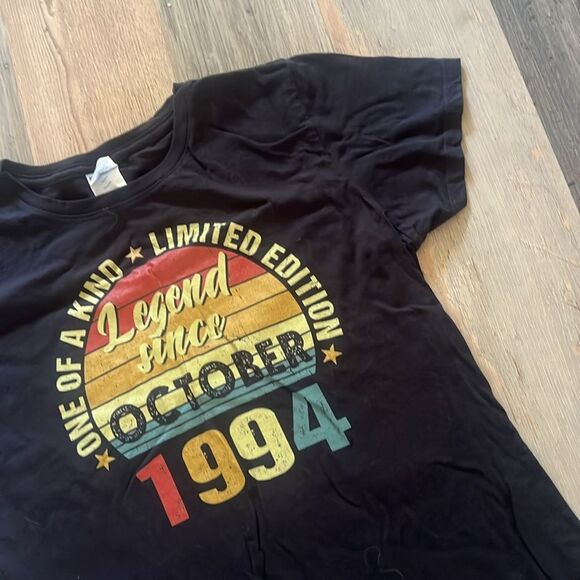 ONE OF A KIND ★ LIMITED EDITION
Legend
since
OCTOBER
1994